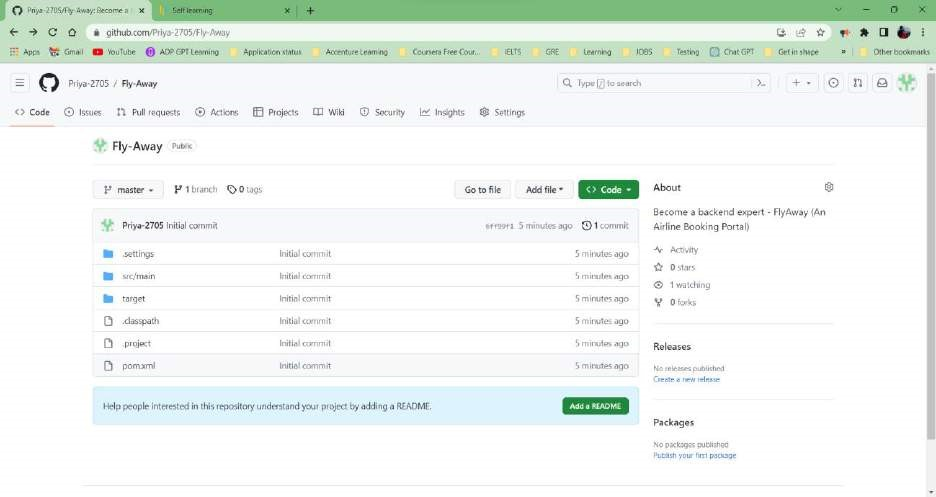 Priya-2705/Fly-Away: Become a
Self learning
github.com/Priya-2705/Fly-Away
Apps Gmail YouTube ADP GPT Learning Application status Accenture Learning Coursera Free Cour... IELTS GRE Learning JOBS Testing Chat GPT Get in shape » Other bookmarks
Priya-2705 / Fly-Away
Type / to search
Code Issues Pull requests Actions Projects Wiki Security Insights Settings
Fly-Away Public
master 1 branch 0 tags Go to file Add file Code
Priya-2705 Initial commit 6ff99f1 5 minutes ago 1 commit
.settings Initial commit 5 minutes ago
src/main Initial commit 5 minutes ago
target Initial commit 5 minutes ago
.classpath Initial commit 5 minutes ago
.project Initial commit 5 minutes ago
pom.xml Initial commit 5 minutes ago
Help people interested in this repository understand your project by adding a README. Add a README
About
Become a backend expert - FlyAway (An
Airline Booking Portal)
Activity
0 stars
1 watching
0 forks
Releases
No releases published
Create a new release
Packages
No packages published
Publish your first package